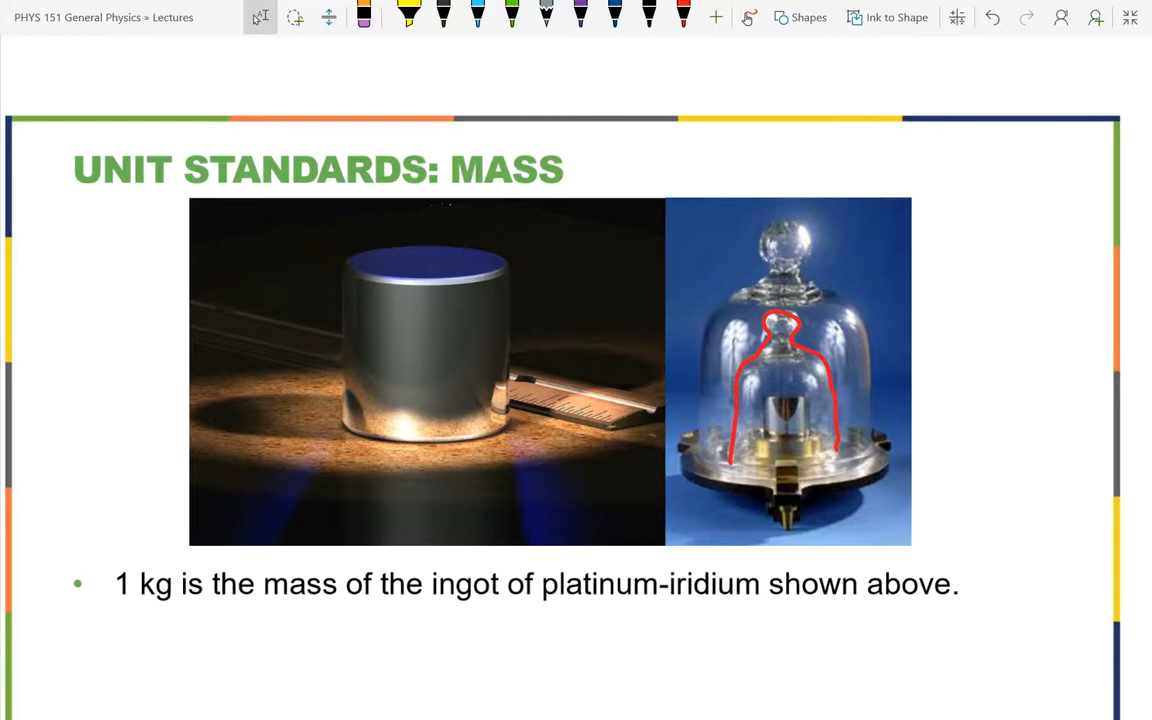 PHYS 151 General Physics » Lectures
Shapes
Ink to Shape
UNIT STANDARDS: MASS
• 1 kg is the mass of the ingot of platinum-iridium shown above.